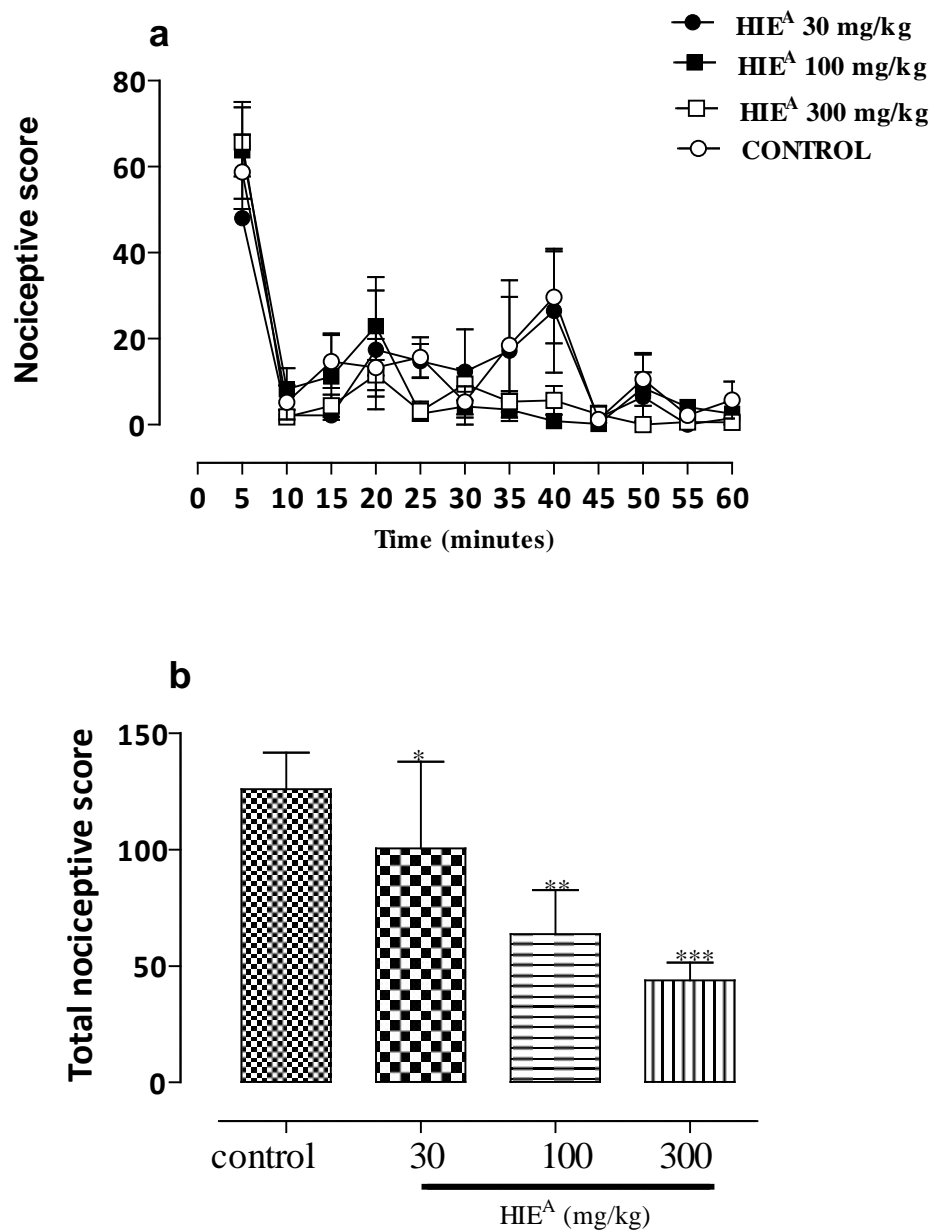 a
HIE^A 30 mg/kg
HIE^A 100 mg/kg
HIE^A 300 mg/kg
CONTROL
Nociceptive score
80
60
40
20
0
0 5 10 15 20 25 30 35 40 45 50 55 60
Time (minutes)
b
Total nociceptive score
150
100
50
0
* ** ***
control 30 100 300
HIE^A (mg/kg)